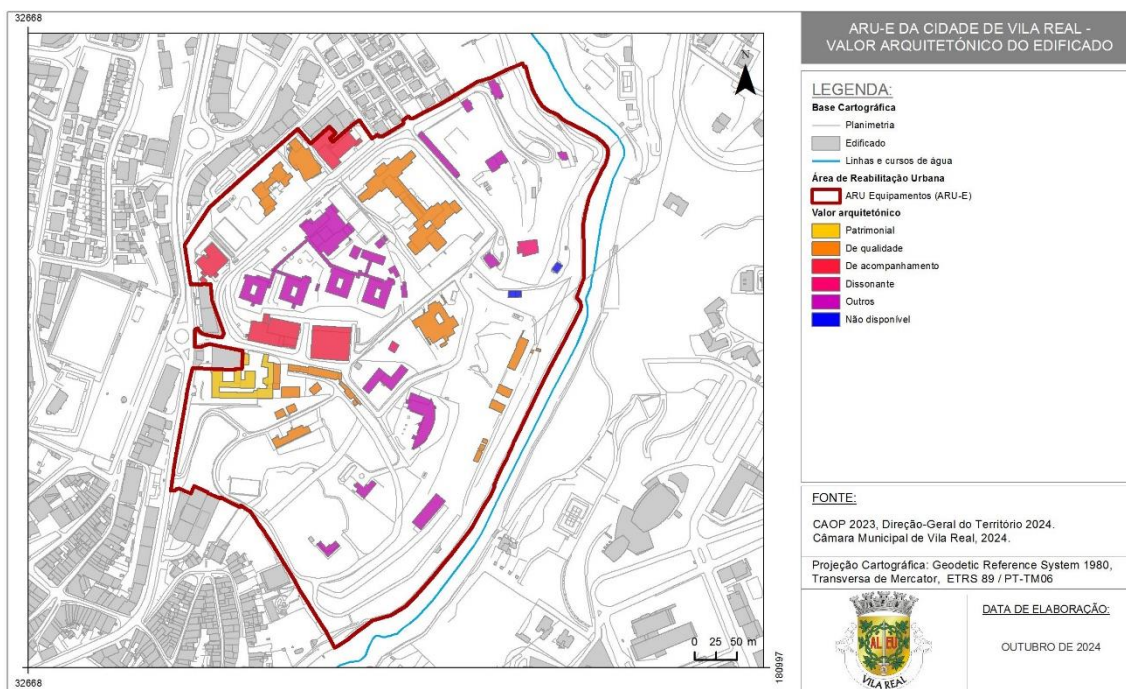 32668
ARU-E DA CIDADE DE VILA REAL -
VALOR ARQUITETÓNICO DO EDIFICADO
N
LEGENDA:
Base Cartográfica
Planimetria
Edificado
Linhas e cursos de água
Área de Reabilitação Urbana
ARU Equipamentos (ARU-E)
Valor arquitetónico
Patrimonial
De qualidade
De acompanhamento
Dissonante
Outros
Não disponível
FONTE:
CAOP 2023, Direção-Geral do Território 2024.
Câmara Municipal de Vila Real, 2024.
Projeção Cartográfica: Geodetic Reference System 1980,
Transversa de Mercator, ETRS 89 / PT-TM06
0 25 50 m
180997
32668
ALEU
VILA REAL
DATA DE ELABORAÇÃO:
OUTUBRO DE 2024